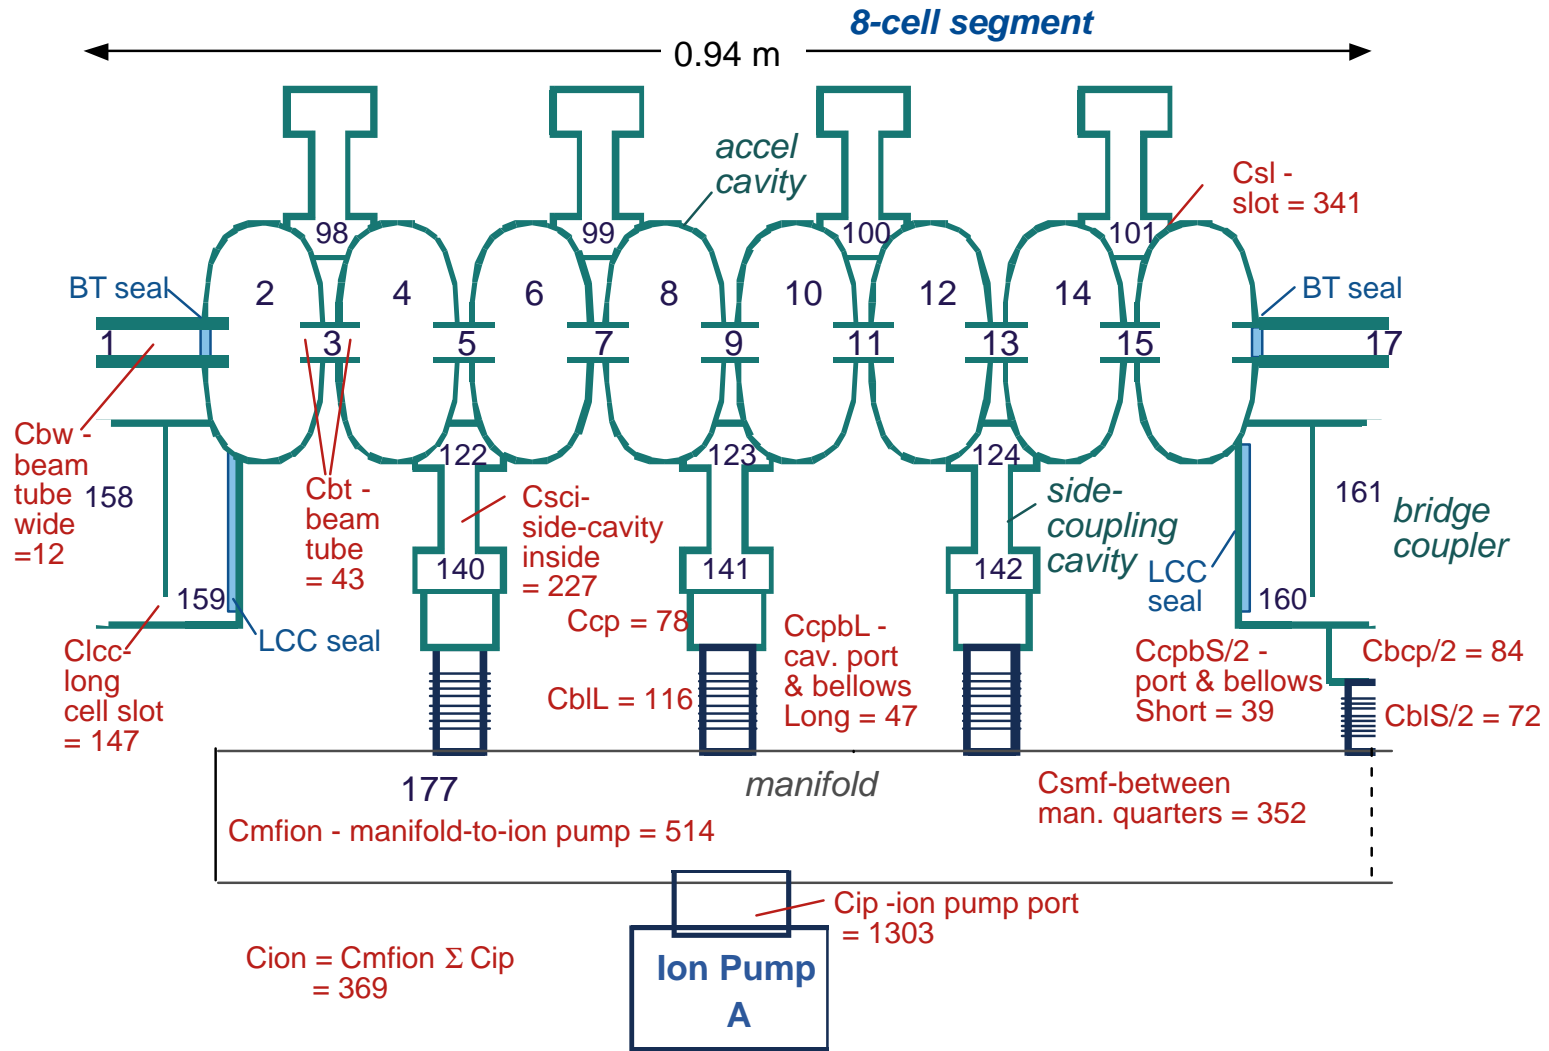 8-cell segment
0.94 m
accel
cavity
Csl -
slot = 341
98
99
100
101
BT seal
2
4
6
8
10
12
14
BT seal
1
3
5
7
9
11
13
15
17
Cbw -
beam
tube
wide
=12
158
159
Cbt -
beam
tube
= 43
122
123
124
Csci-
side-cavity
inside
= 227
side-
coupling
cavity
161
bridge
coupler
140
141
142
LCC
seal
160
LCC seal
Clcc-
long
cell slot
= 147
Ccp = 78
CblL = 116
CcpbL -
cav. port
& bellows
Long = 47
CcpbS/2 -
port & bellows
Short = 39
Cbcp/2 = 84
CblS/2 = 72
177
manifold
Cmfion - manifold-to-ion pump = 514
Csmf-between
man. quarters = 352
Cip -ion pump port
= 1303
Cion = Cmfion Σ Cip
= 369
Ion Pump
A